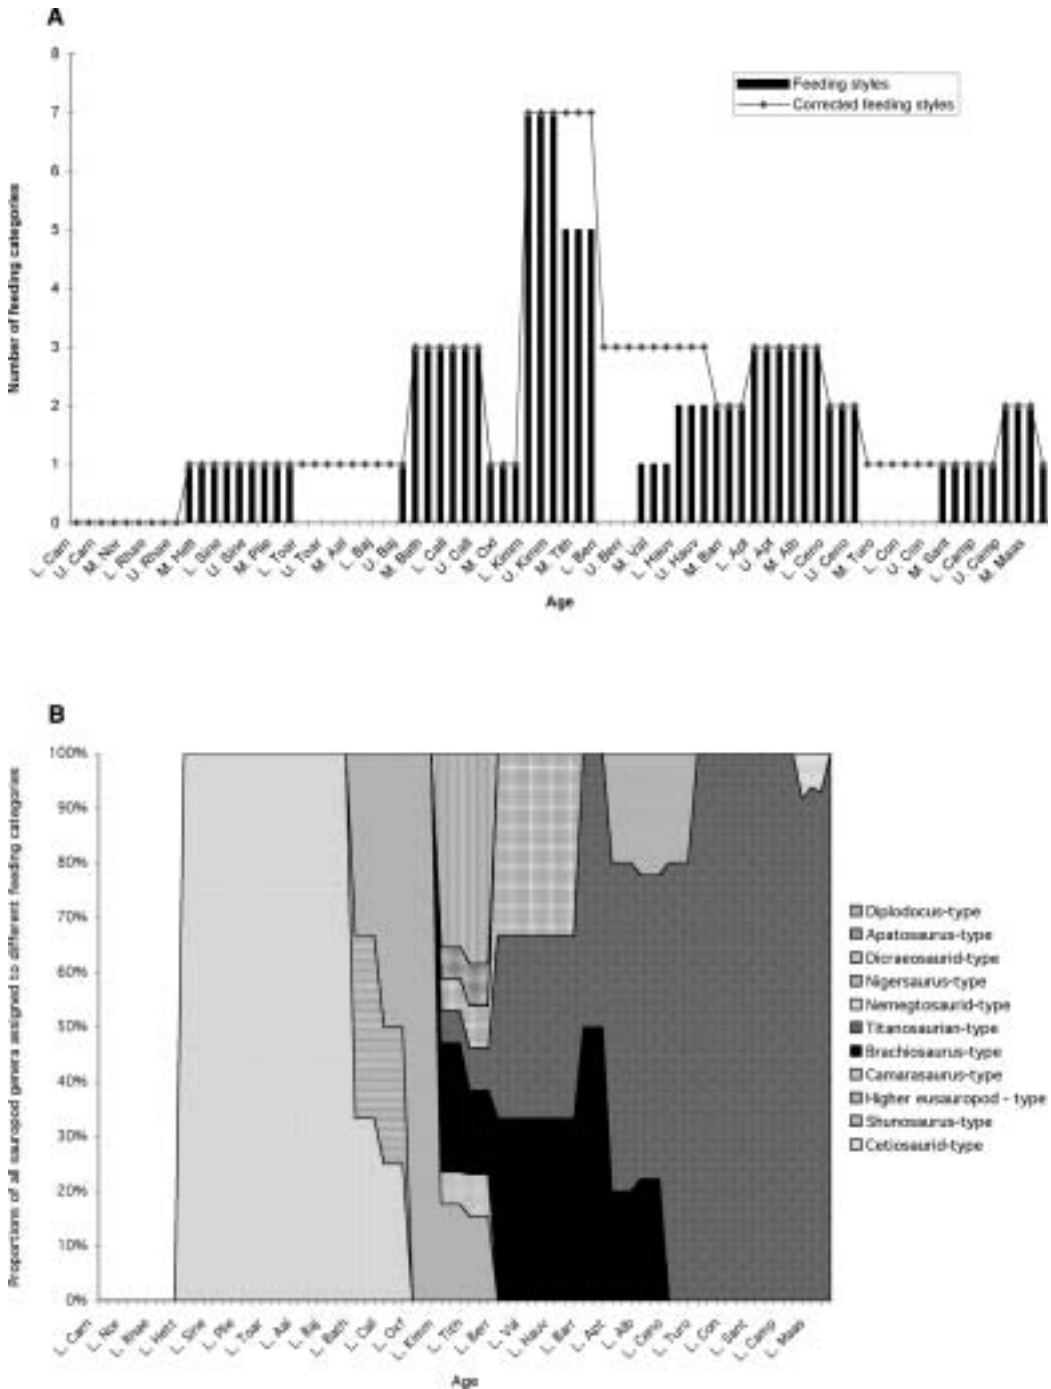 A
8
7
6
5
4
3
2
1
0
Number of feeding categories
Feeding styles
Corrected feeding styles
L. Carn
U. Carn
M. Nor
L. Rhae
U. Rhae
M. Hett
L. Sine
U. Sine
M. Plie
L. Toar
U. Toar
M. Aal
L. Baj
U. Baj
M. Bath
L. Call
U. Call
M. Oxf
L. Kimm
U. Kimm
M. Tith
L. Berr
U. Berr
M. Val
L. Hauv
U. Hauv
M. Barr
L. Apt
U. Apt
M. Alb
L. Ceno
U. Ceno
M. Turo
L. Con
U. Con
M. Sant
L. Camp
U. Camp
M. Maas
Age
B
100%
90%
80%
70%
60%
50%
40%
30%
20%
10%
0%
Proportions of all sauropod genera assigned to different feeding categories
Diplodocus-type
Apatosaurus-type
Dicraeosaurid-type
Nigersaurus-type
Nemegtosaurid-type
Titanosaurian-type
Brachiosaurus-type
Camarasaurus-type
Higher eusauropod - type
Shunosaurus-type
Cetiosaurid-type
L. Carn
L. Nor
L. Rhae
L. Hett
L. Sine
L. Plie
L. Toar
L. Aal
L. Baj
L. Bath
L. Call
L. Oxf
L. Kimm
L. Tith
L. Berr
L. Val
L. Hauv
L. Barr
L. Apt
L. Alb
L. Ceno
L. Turo
L. Con
L. Sant
L. Camp
L. Maas
Age